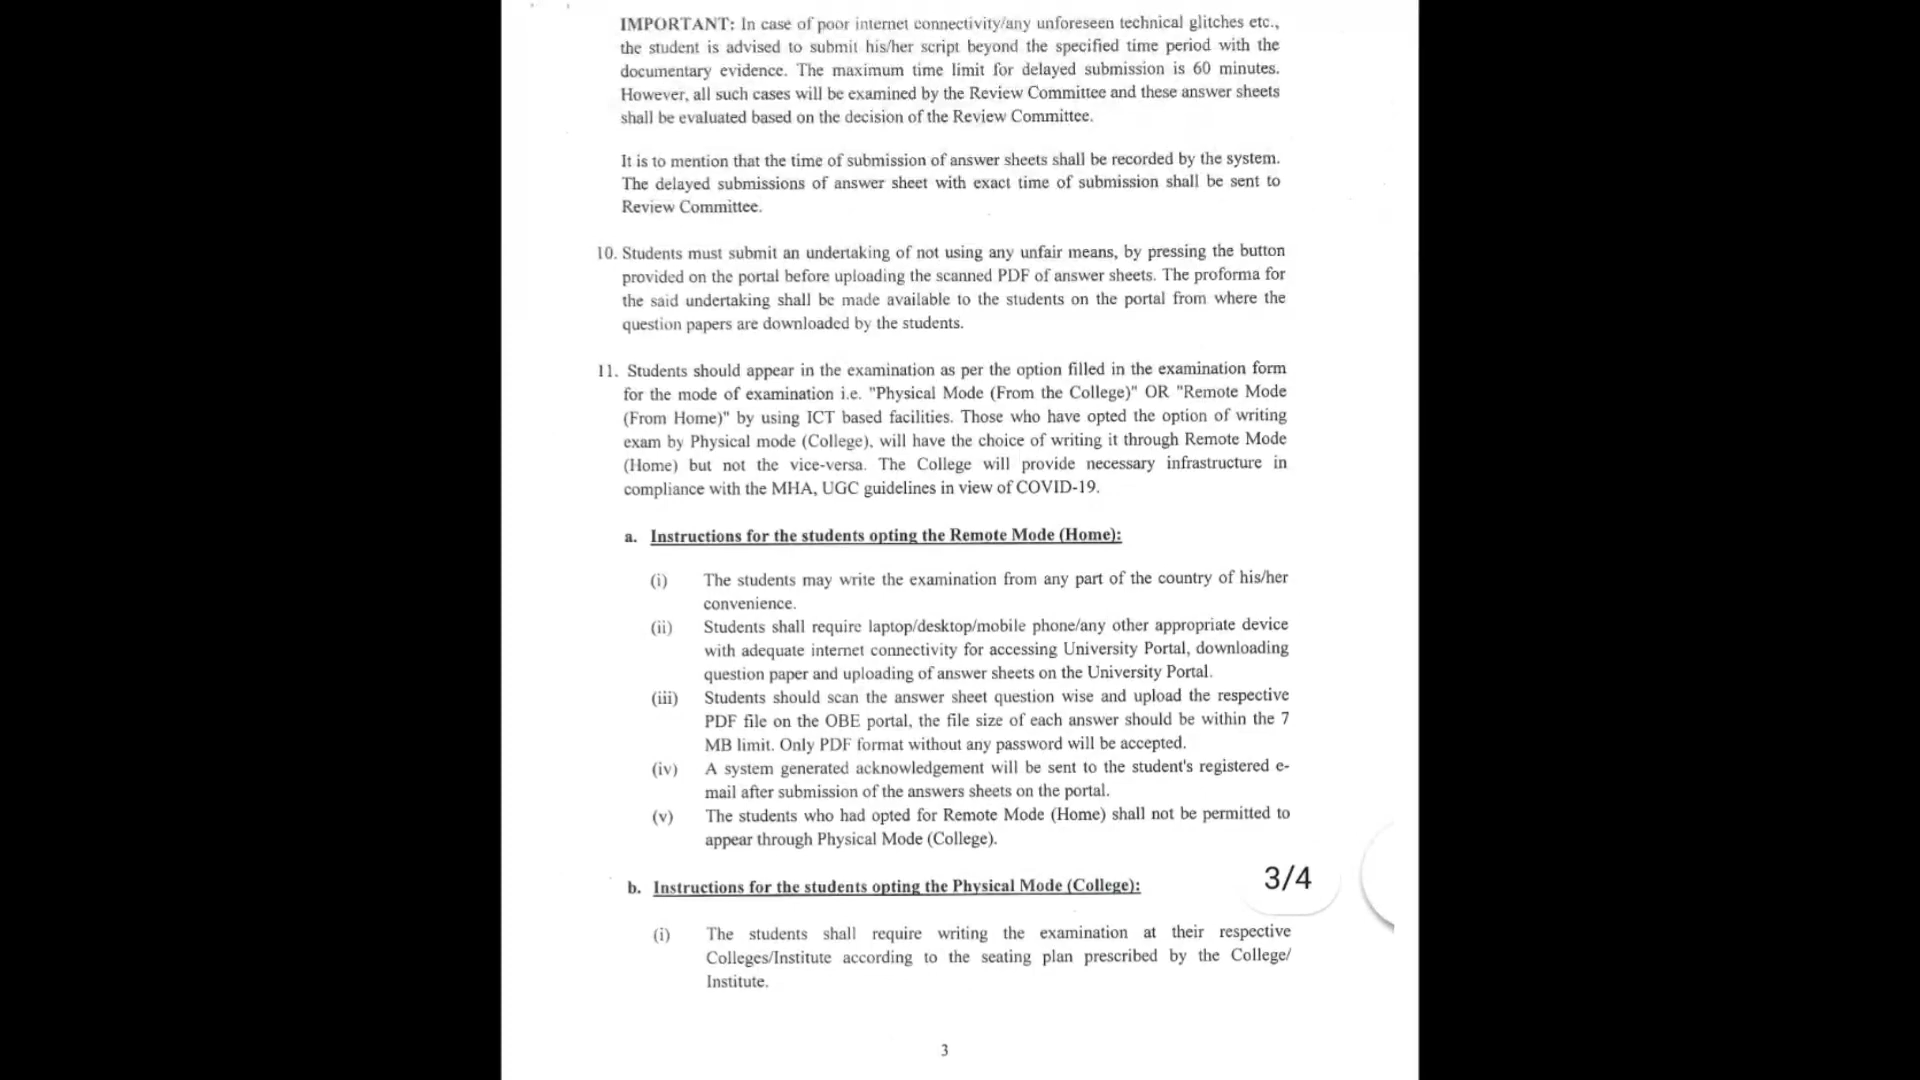 IMPORTANT: In case of poor internet connectivity/any unforeseen technical glitches etc.,
the student is advised to submit his/her script beyond the specified time period with the
documentary evidence. The maximum time limit for delayed submission is 60 minutes.
However, all such cases will be examined by the Review Committee and these answer sheets
shall be evaluated based on the decision of the Review Committee.
It is to mention that the time of submission of answer sheets shall be recorded by the system.
The delayed submissions of answer sheet with exact time of submission shall be sent to
Review Committee.
10. Students must submit an undertaking of not using any unfair means, by pressing the button
provided on the portal before uploading the scanned PDF of answer sheets. The proforma for
the said undertaking shall be made available to the students on the portal from where the
question papers are downloaded by the students.
11. Students should appear in the examination as per the option filled in the examination form
for the mode of examination i.e. "Physical Mode (From the College)" OR "Remote Mode
(From Home)" by using ICT based facilities. Those who have opted the option of writing
exam by Physical mode (College), will have the choice of writing it through Remote Mode
(Home) but not the vice-versa. The College will provide necessary infrastructure in
compliance with the MHA, UGC guidelines in view of COVID-19.
a. Instructions for the students opting the Remote Mode (Home):
(i) The students may write the examination from any part of the country of his/her
convenience.
(ii) Students shall require laptop/desktop/mobile phone/any other appropriate device
with adequate internet connectivity for accessing University Portal, downloading
question paper and uploading of answer sheets on the University Portal.
(iii) Students should scan the answer sheet question wise and upload the respective
PDF file on the OBE portal, the file size of each answer should be within the 7
MB limit. Only PDF format without any password will be accepted.
(iv) A system generated acknowledgement will be sent to the student's registered e-
mail after submission of the answers sheets on the portal.
(v) The students who had opted for Remote Mode (Home) shall not be permitted to
appear through Physical Mode (College).
b. Instructions for the students opting the Physical Mode (College):
3/4
(i) The students shall require writing the examination at their respective
Colleges/Institute according to the seating plan prescribed by the College/
Institute.
3